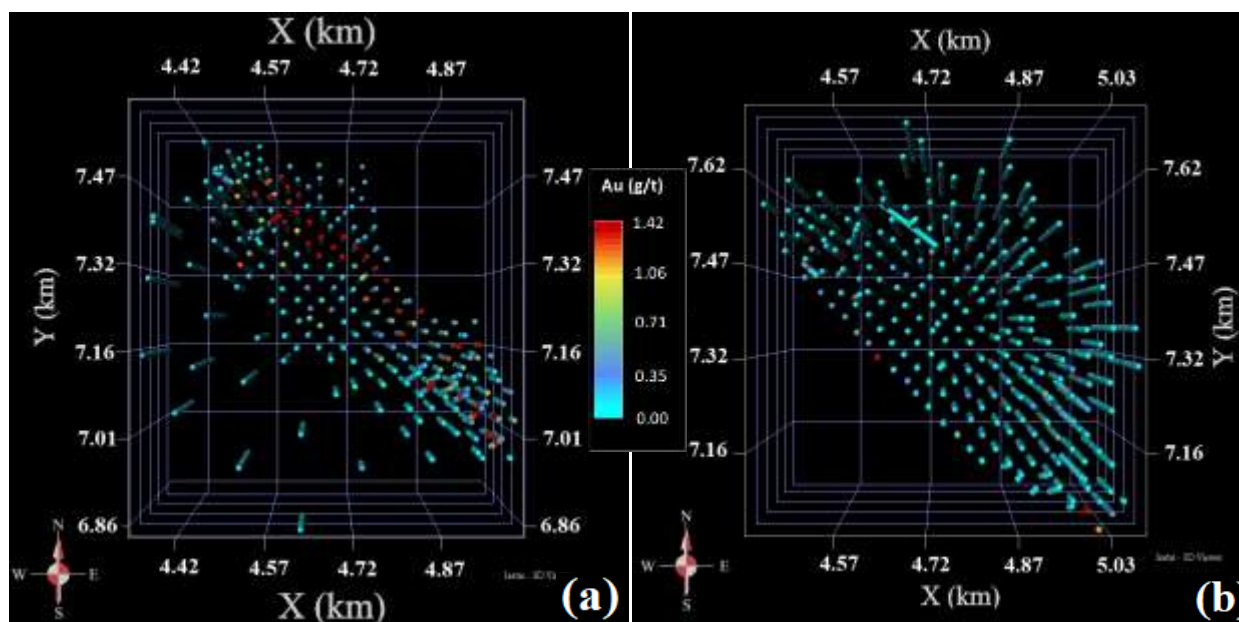 X (km)
4.42 4.57 4.72 4.87
7.47 7.47
7.32 7.32
Y (km)
7.16 7.16
7.01 7.01
6.86 6.86
4.42 4.57 4.72 4.87
X (km)
N
W E
S
(a)
Au (g/t)
1.42
1.06
0.71
0.35
0.00
X (km)
4.57 4.72 4.87 5.03
7.62 7.62
7.47 7.47
Y (km)
7.32 7.32
7.16 7.16
4.57 4.72 4.87 5.03
X (km)
N
W E
S
(b)